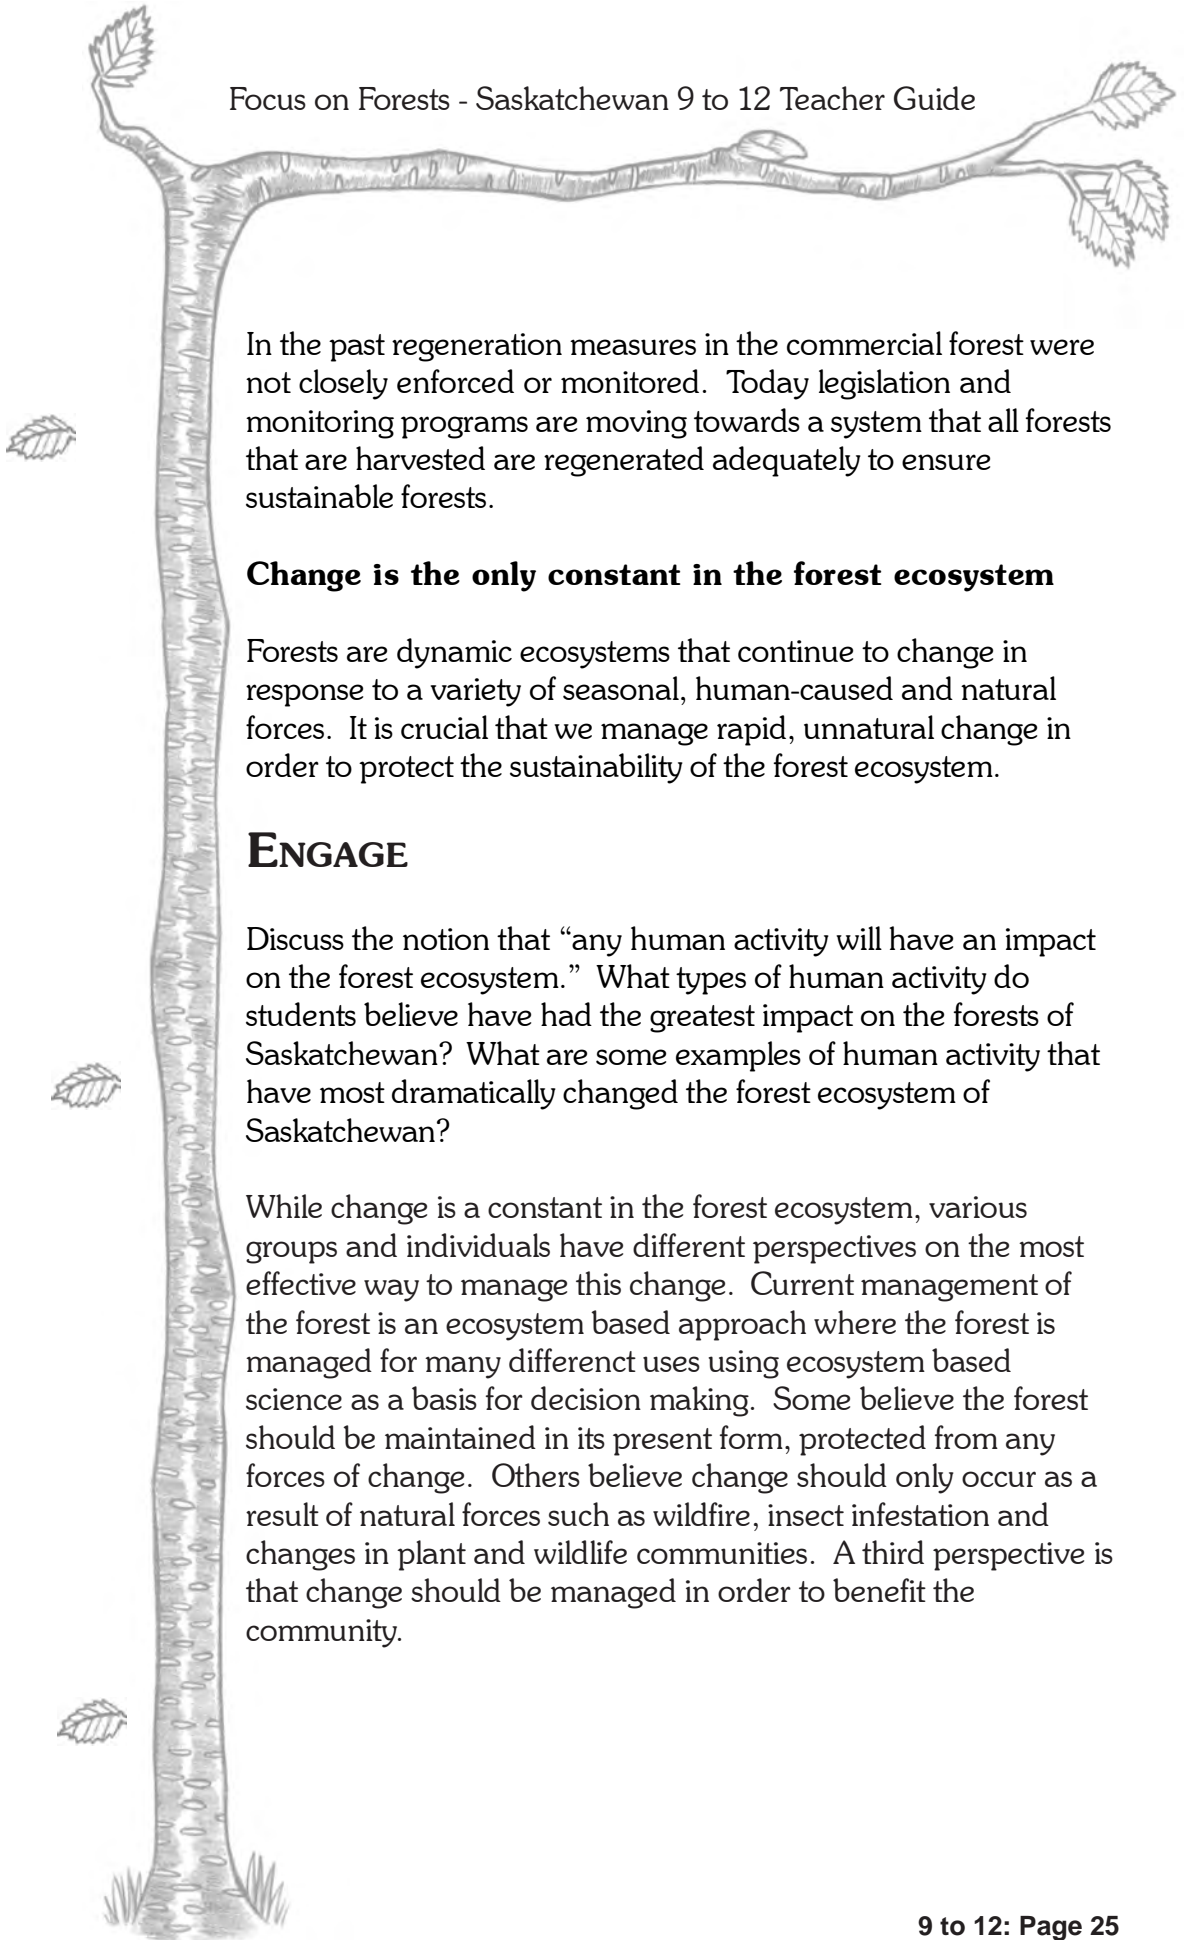 Focus on Forests - Saskatchewan 9 to 12 Teacher Guide
In the past regeneration measures in the commercial forest were
not closely enforced or monitored.  Today legislation and
monitoring programs are moving towards a system that all forests
that are harvested are regenerated adequately to ensure
sustainable forests.
Change is the only constant in the forest ecosystem
Forests are dynamic ecosystems that continue to change in
response to a variety of seasonal, human-caused and natural
forces.  It is crucial that we manage rapid, unnatural change in
order to protect the sustainability of the forest ecosystem.
ENGAGE
Discuss the notion that “any human activity will have an impact
on the forest ecosystem.”  What types of human activity do
students believe have had the greatest impact on the forests of
Saskatchewan?  What are some examples of human activity that
have most dramatically changed the forest ecosystem of
Saskatchewan?
While change is a constant in the forest ecosystem, various
groups and individuals have different perspectives on the most
effective way to manage this change.  Current management of
the forest is an ecosystem based approach where the forest is
managed for many differenct uses using ecosystem based
science as a basis for decision making.  Some believe the forest
should be maintained in its present form, protected from any
forces of change.  Others believe change should only occur as a
result of natural forces such as wildfire, insect infestation and
changes in plant and wildlife communities.  A third perspective is
that change should be managed in order to benefit the
community.
9 to 12: Page 25